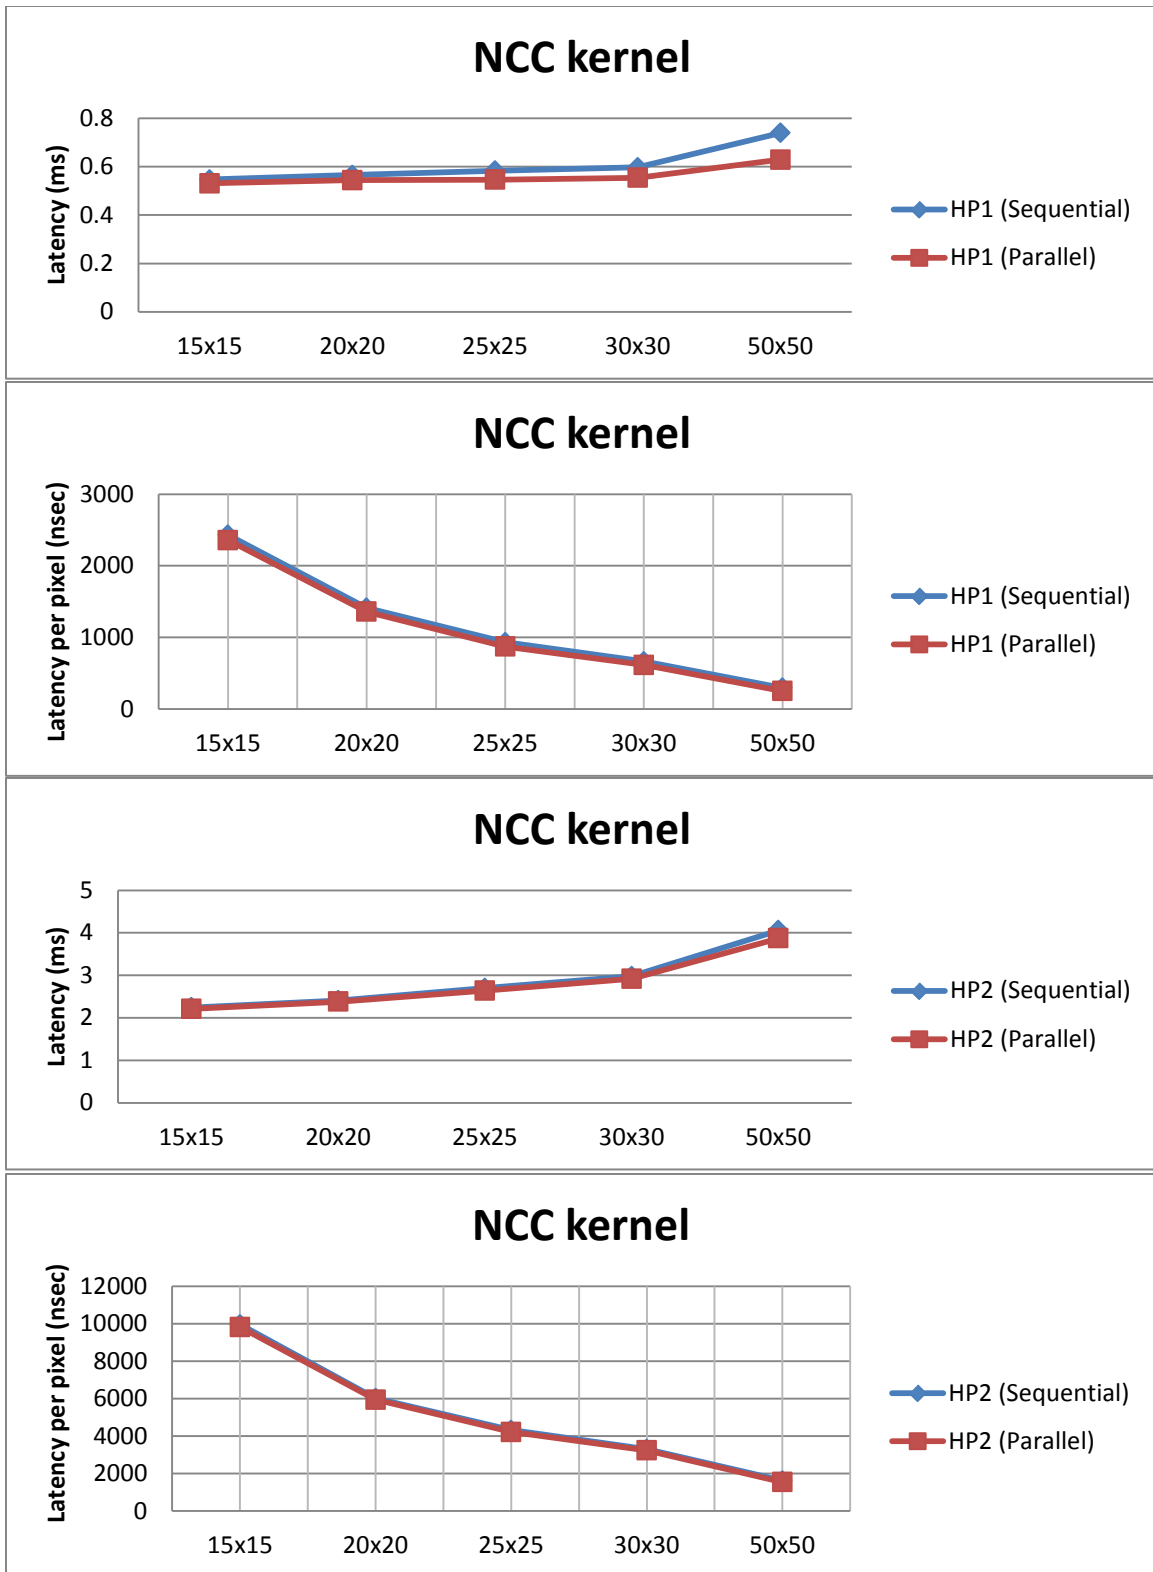 NCC kernel
Latency (ms)
0.8
0.6
0.4
0.2
0
15x15 20x20 25x25 30x30 50x50
HP1 (Sequential)
HP1 (Parallel)
NCC kernel
Latency per pixel (nsec)
3000
2000
1000
0
15x15 20x20 25x25 30x30 50x50
HP1 (Sequential)
HP1 (Parallel)
NCC kernel
Latency (ms)
5
4
3
2
1
0
15x15 20x20 25x25 30x30 50x50
HP2 (Sequential)
HP2 (Parallel)
NCC kernel
Latency per pixel (nsec)
12000
10000
8000
6000
4000
2000
0
15x15 20x20 25x25 30x30 50x50
HP2 (Sequential)
HP2 (Parallel)